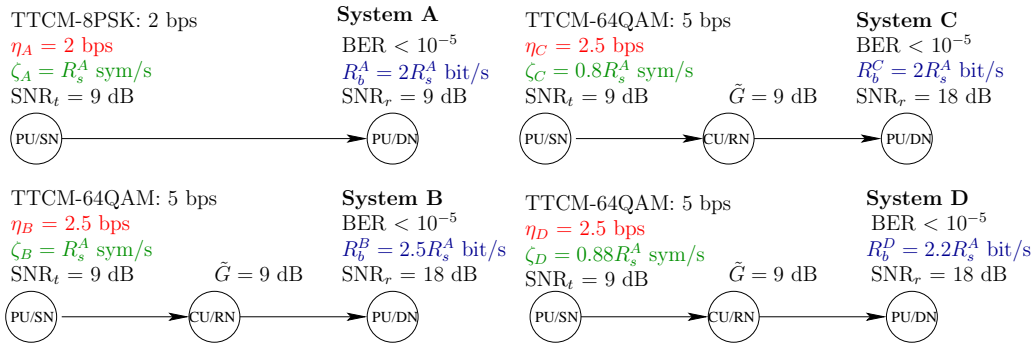 TTCM-8PSK: 2 bps
System A
η_A = 2 bps
BER < 10^{-5}
ζ_A = R_s^A sym/s
R_b^A = 2R_s^A bit/s
SNR_t = 9 dB
SNR_r = 9 dB
PU/SN
PU/DN
TTCM-64QAM: 5 bps
System C
η_C = 2.5 bps
BER < 10^{-5}
ζ_C = 0.8R_s^A sym/s
R_b^C = 2R_s^A bit/s
SNR_t = 9 dB
G̃ = 9 dB
SNR_r = 18 dB
PU/SN
CU/RN
PU/DN
TTCM-64QAM: 5 bps
System B
η_B = 2.5 bps
BER < 10^{-5}
ζ_B = R_s^A sym/s
R_b^B = 2.5R_s^A bit/s
SNR_t = 9 dB
G̃ = 9 dB
SNR_r = 18 dB
PU/SN
CU/RN
PU/DN
TTCM-64QAM: 5 bps
System D
η_D = 2.5 bps
BER < 10^{-5}
ζ_D = 0.88R_s^A sym/s
R_b^D = 2.2R_s^A bit/s
SNR_t = 9 dB
G̃ = 9 dB
SNR_r = 18 dB
PU/SN
CU/RN
PU/DN